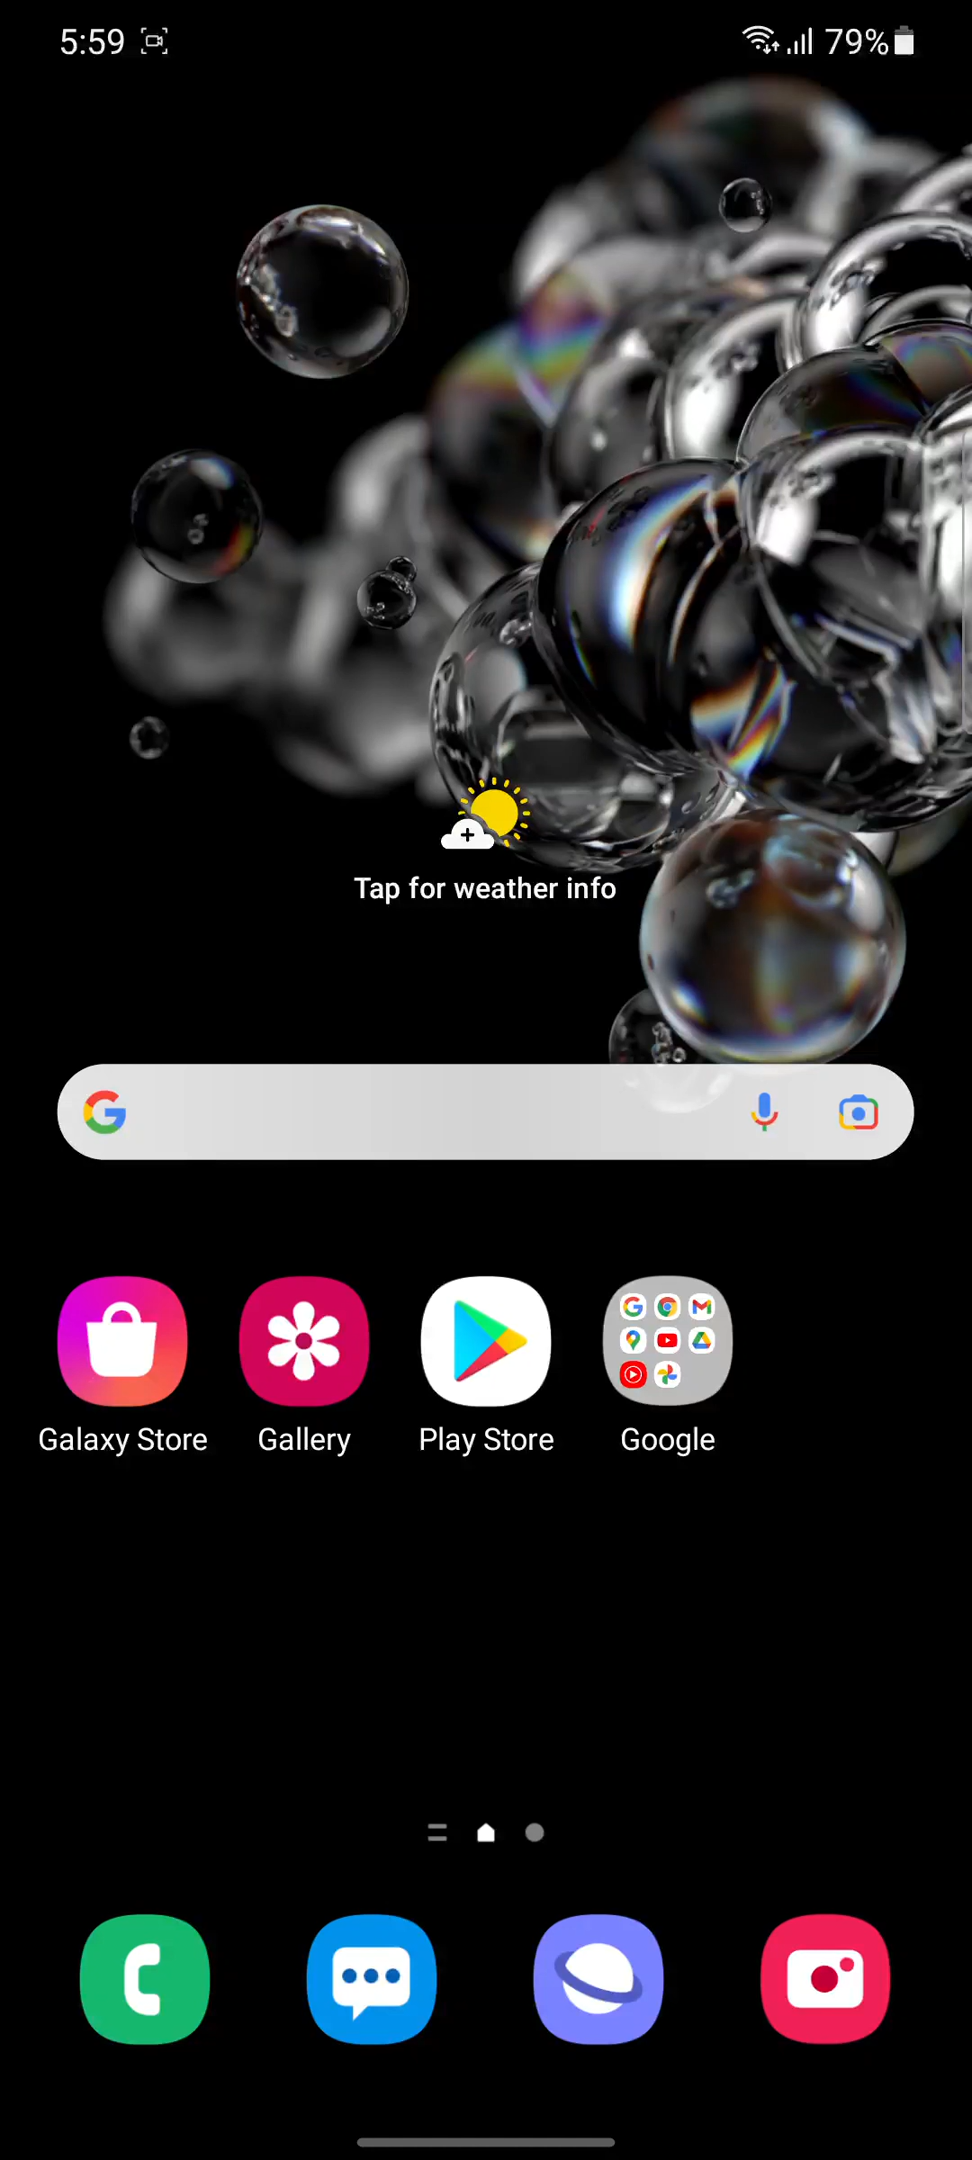 5:59
79%
Tap for weather info
Galaxy Store
Gallery
Play Store
Google